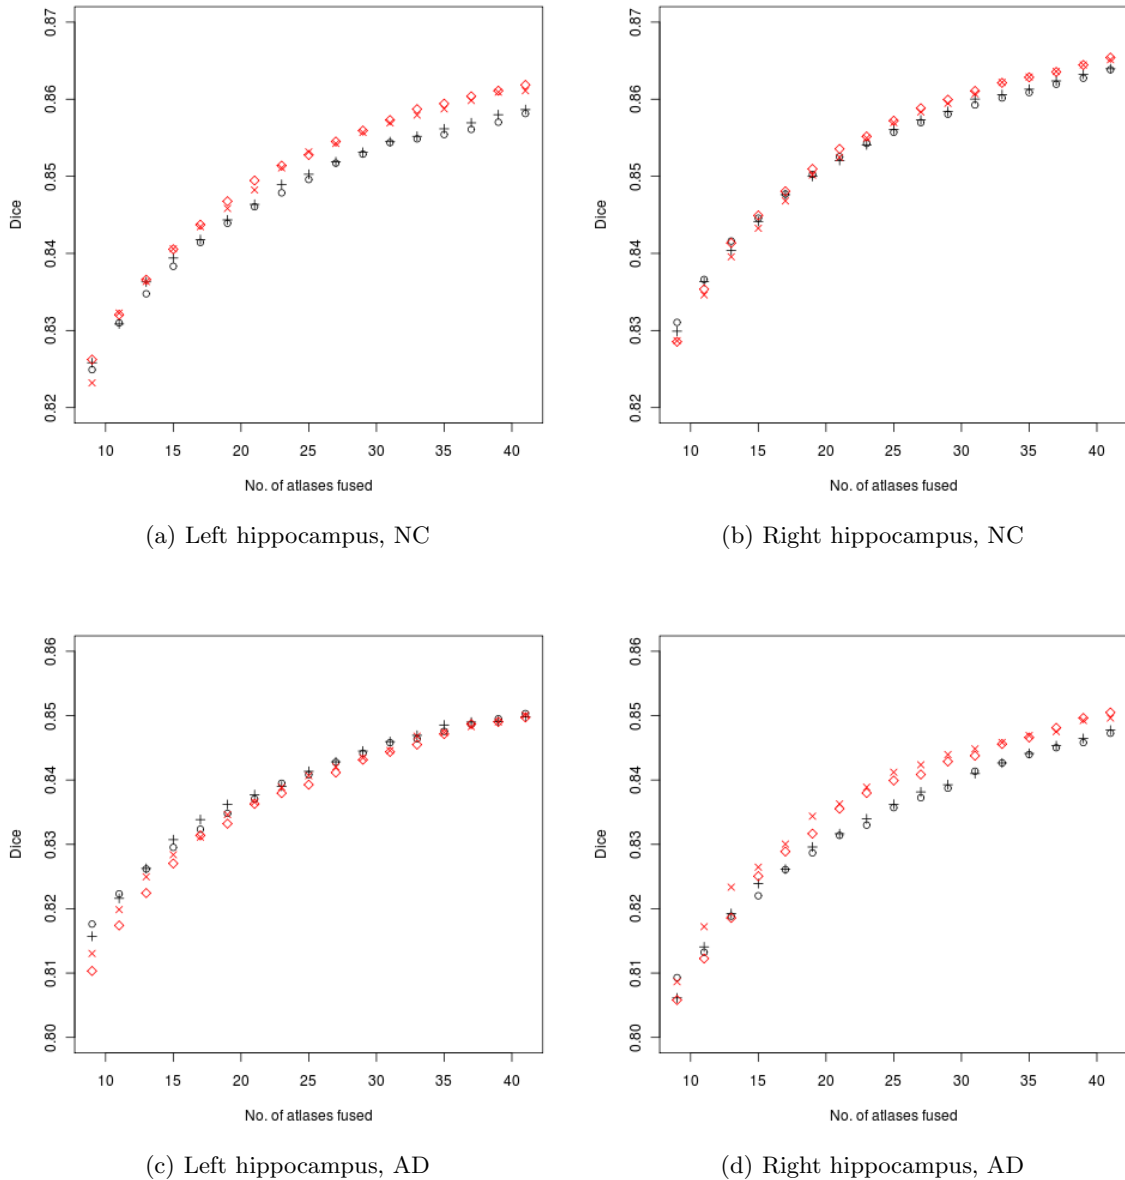 0.87
0.86
0.85
0.84
0.83
0.82
Dice
10 15 20 25 30 35 40
No. of atlases fused
(a) Left hippocampus, NC
0.87
0.86
0.85
0.84
0.83
0.82
Dice
10 15 20 25 30 35 40
No. of atlases fused
(b) Right hippocampus, NC
0.86
0.85
0.84
0.83
0.82
0.81
0.80
Dice
10 15 20 25 30 35 40
No. of atlases fused
(c) Left hippocampus, AD
0.86
0.85
0.84
0.83
0.82
0.81
0.80
Dice
10 15 20 25 30 35 40
No. of atlases fused
(d) Right hippocampus, AD